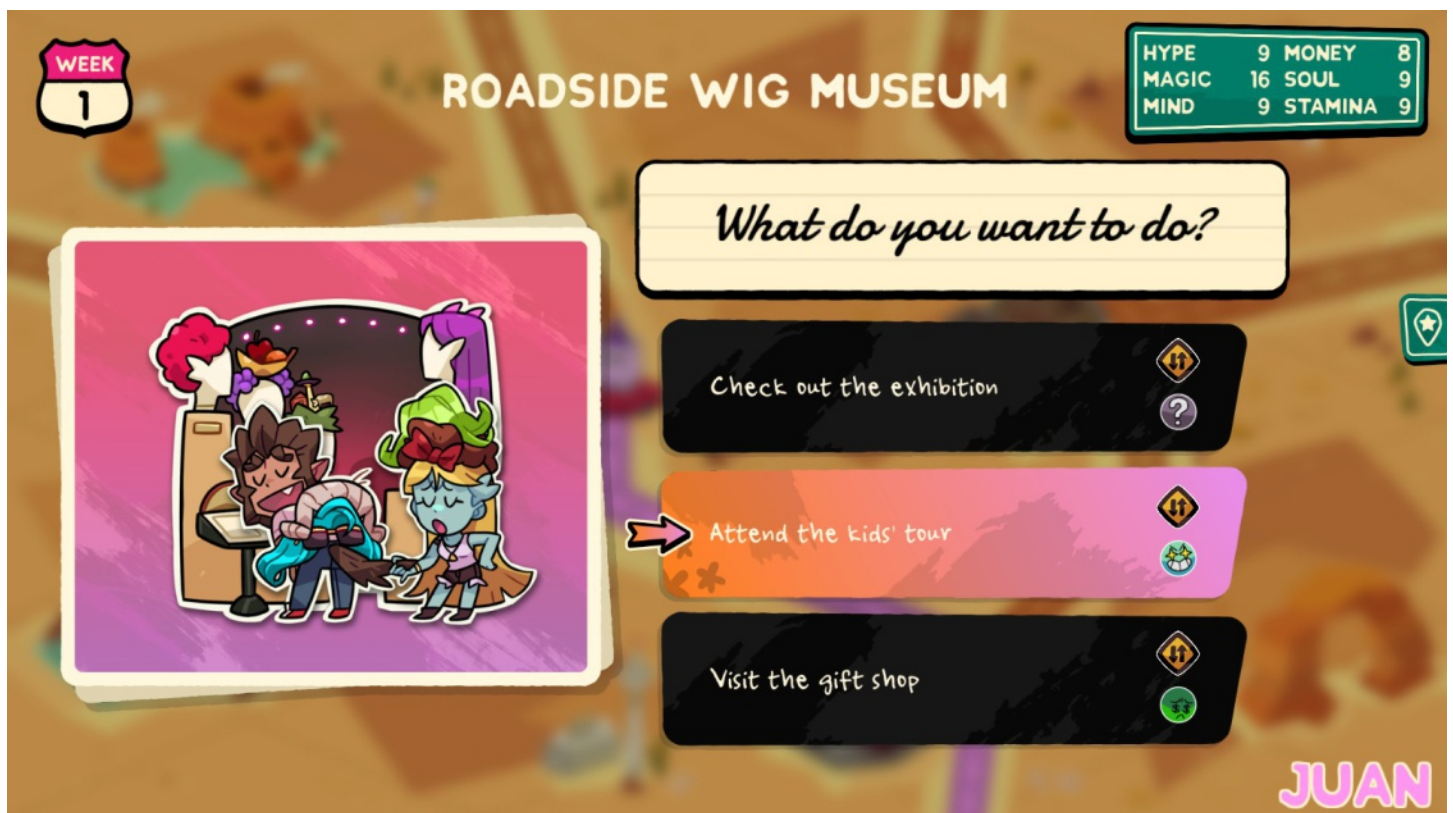 WEEK
1
ROADSIDE WIG MUSEUM
HYPE 9 MONEY 8
MAGIC 16 SOUL 9
MIND 9 STAMINA 9
What do you want to do?
Check out the exhibition
?
Attend the kids' tour
Visit the gift shop
JUAN